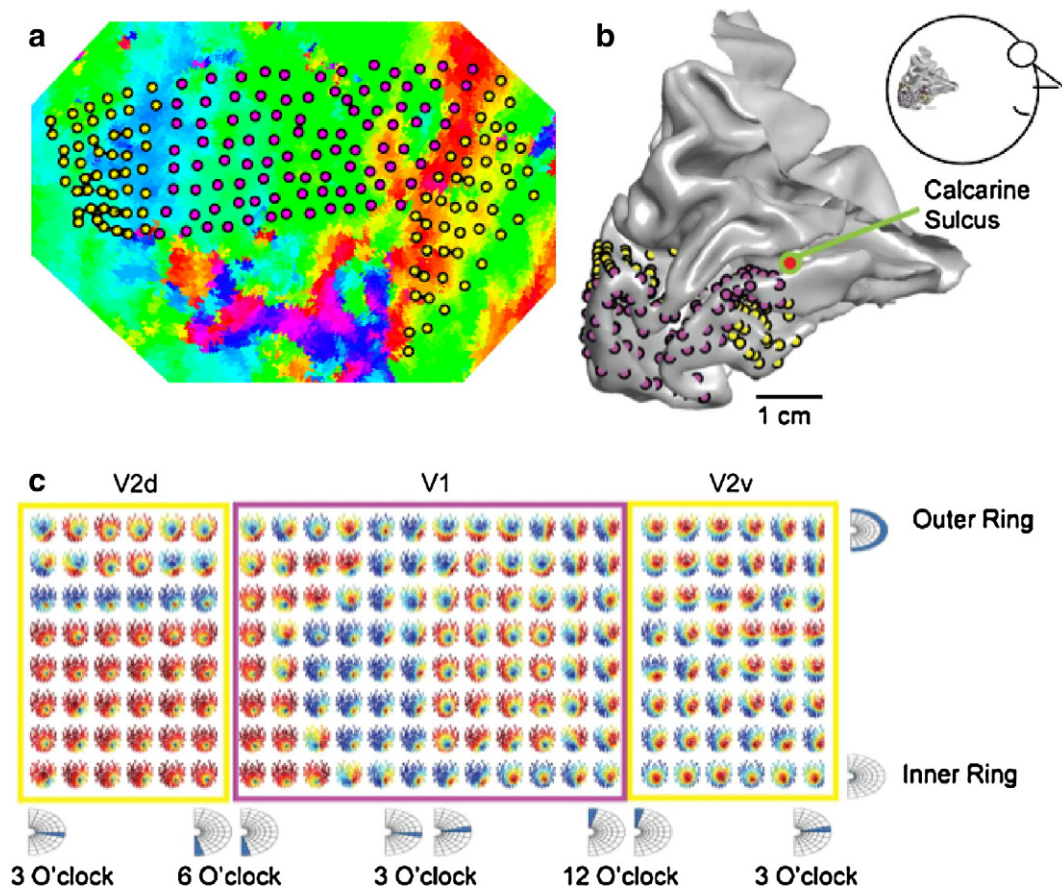 a
b
Calcarine
Sulcus
1 cm
c
V2d
V1
V2v
Outer Ring
Inner Ring
3 O'clock
6 O'clock
3 O'clock
12 O'clock
3 O'clock